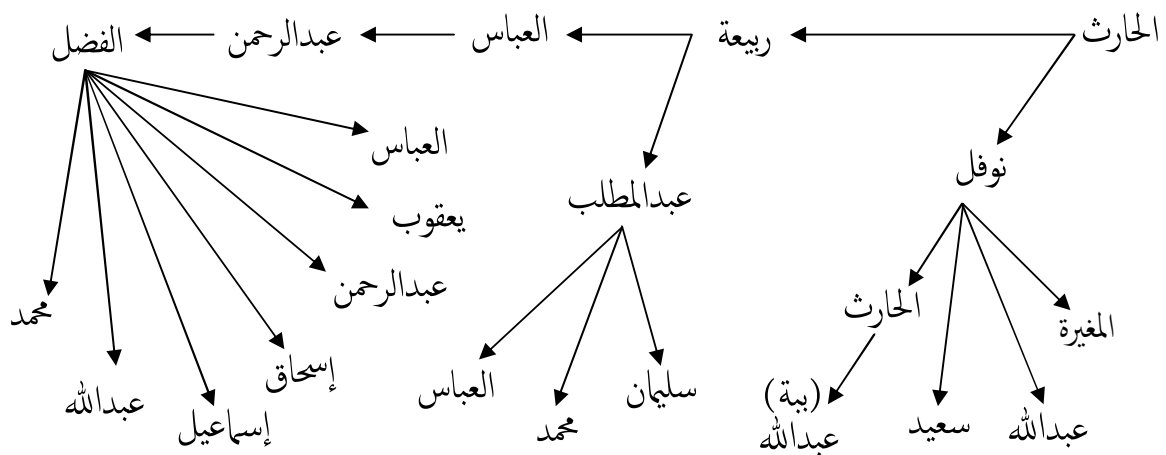 الحارث ربيعة العباس عبدالرحمن الفضل
العباس
نوفل
عبدالمطلب
يعقوب
عبدالرحمن
الحارث
محمد
المغيرة
إسحاق
العباس
سليمان
(ببة)
عبدالله
عبدالله
إسماعيل
محمد
سعيد
عبدالله